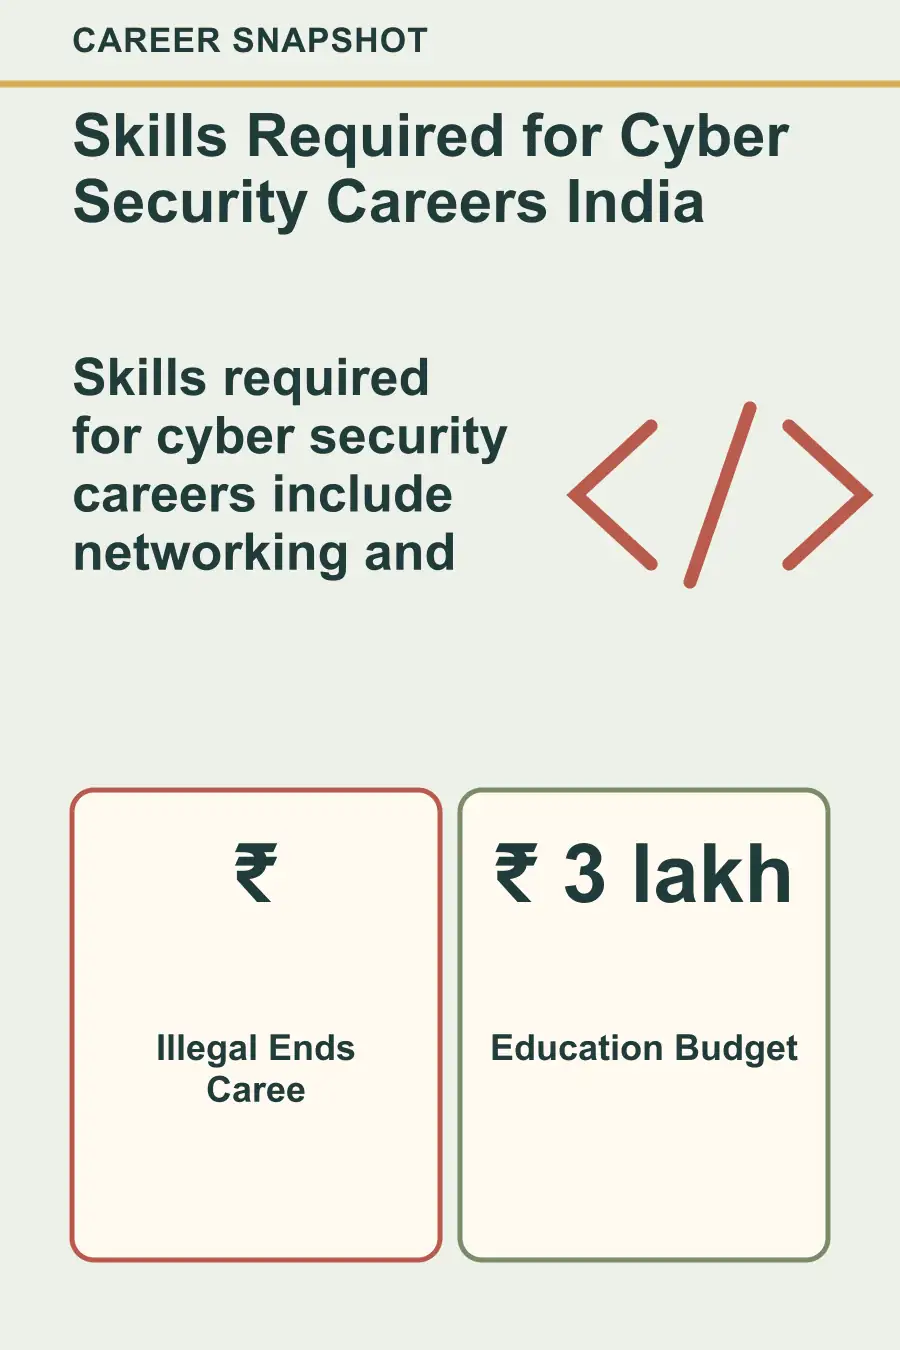 CAREER SNAPSHOT
Skills Required for Cyber
Security Careers India
Skills required
for cyber security
careers include
networking and
₹
Illegal Ends
Caree
₹ 3 lakh
Education Budget